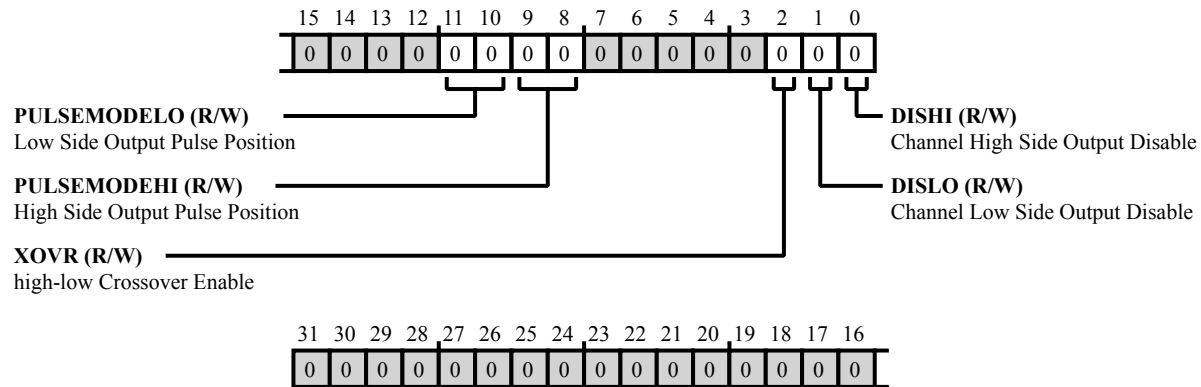 15 14 13 12 11 10 9 8 7 6 5 4 3 2 1 0
0 0 0 0 0 0 0 0 0 0 0 0 0 0 0 0
PULSEMODELO (R/W)
Low Side Output Pulse Position
DISHI (R/W)
Channel High Side Output Disable
PULSEMODEHI (R/W)
High Side Output Pulse Position
DISLO (R/W)
Channel Low Side Output Disable
XOVR (R/W)
high-low Crossover Enable
31 30 29 28 27 26 25 24 23 22 21 20 19 18 17 16
0 0 0 0 0 0 0 0 0 0 0 0 0 0 0 0